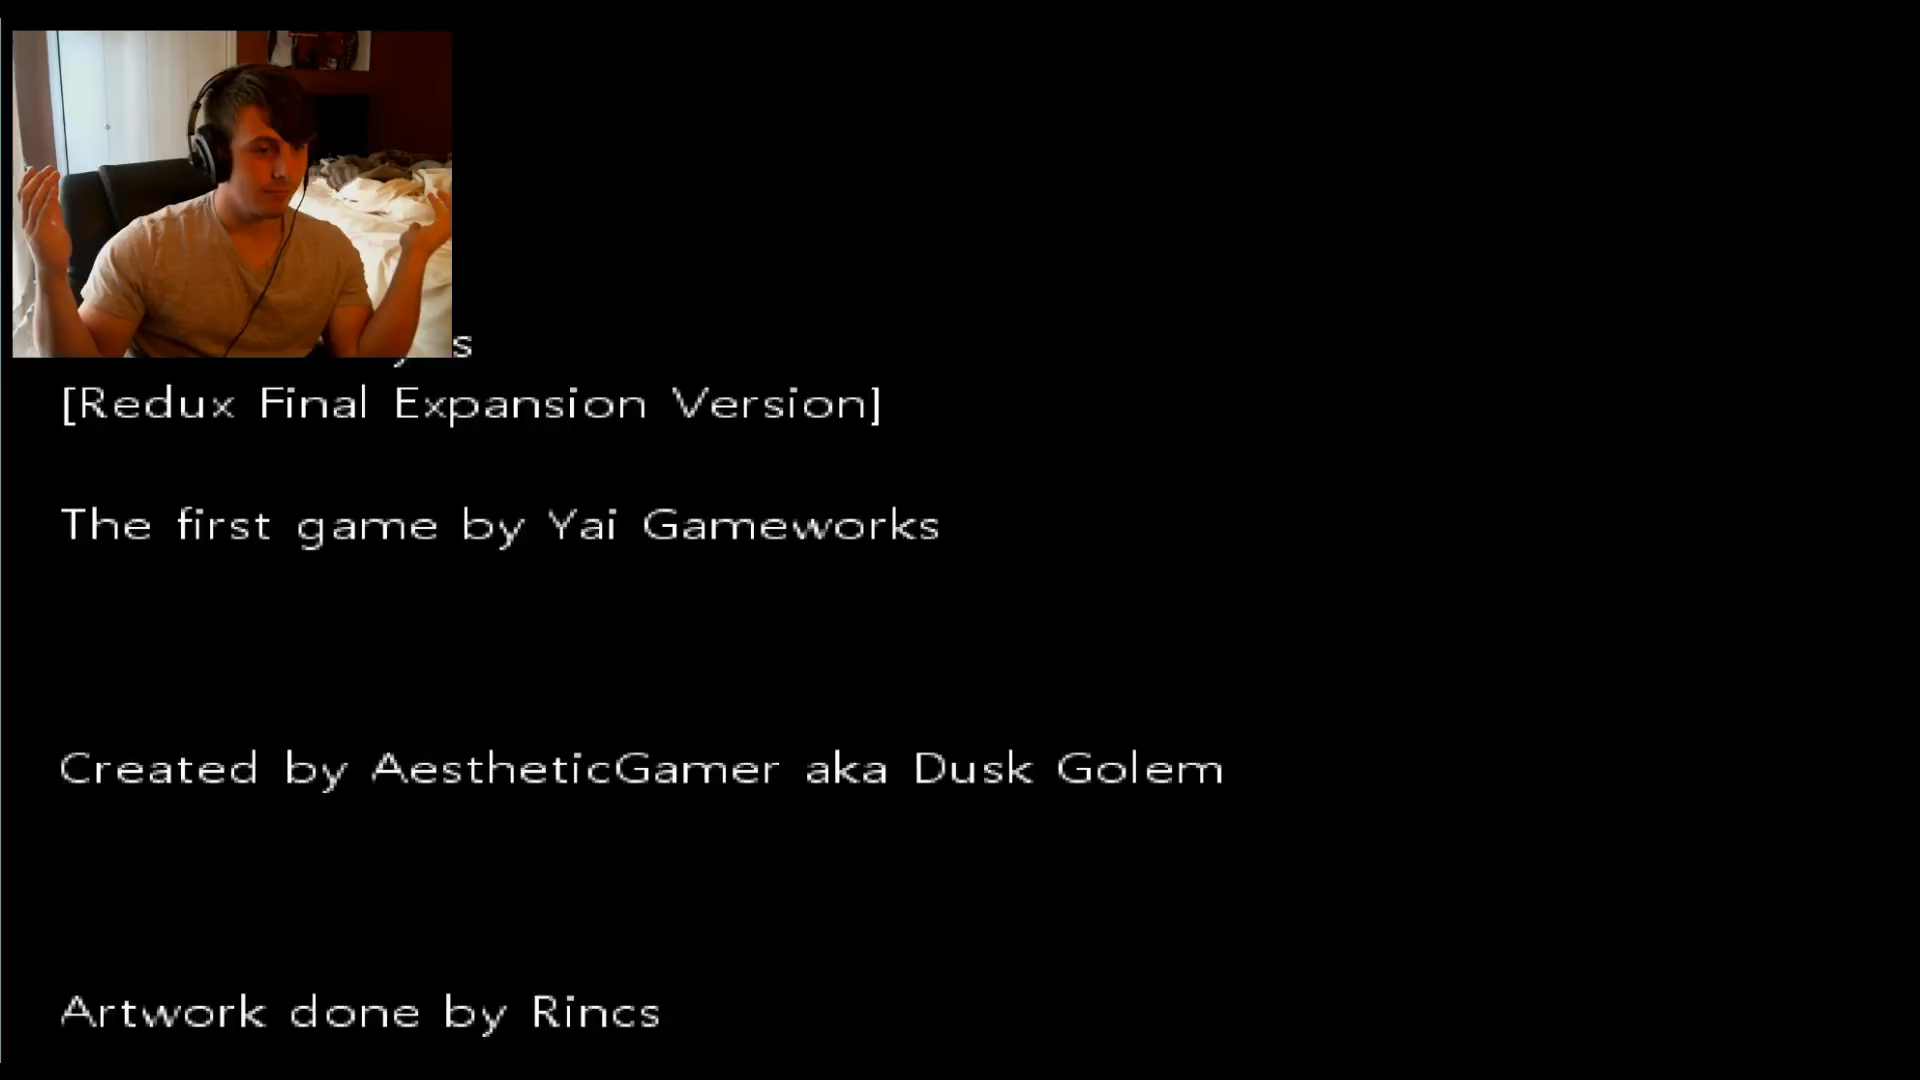 [Redux Final Expansion Version]
The first game by Yai Gameworks
Created by AestheticGamer aka Dusk Golem
Artwork done by Rincs